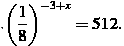 .(1/8)^{-3+x} = 512.